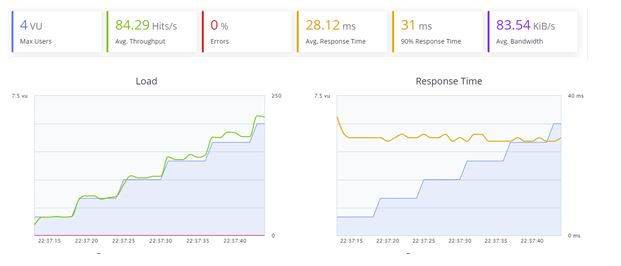 4 VU
Max Users
84.29 Hits/s
Avg. Throughput
0 %
Errors
28.12 ms
Avg. Response Time
31 ms
90% Response Time
83.54 KiB/s
Avg. Bandwidth
Load
7.5 vu
250
0
22:37:15 22:37:20 22:37:25 22:37:30 22:37:35 22:37:40
Response Time
7.5 vu
40 ms
0 ms
22:37:15 22:37:20 22:37:25 22:37:30 22:37:35 22:37:40